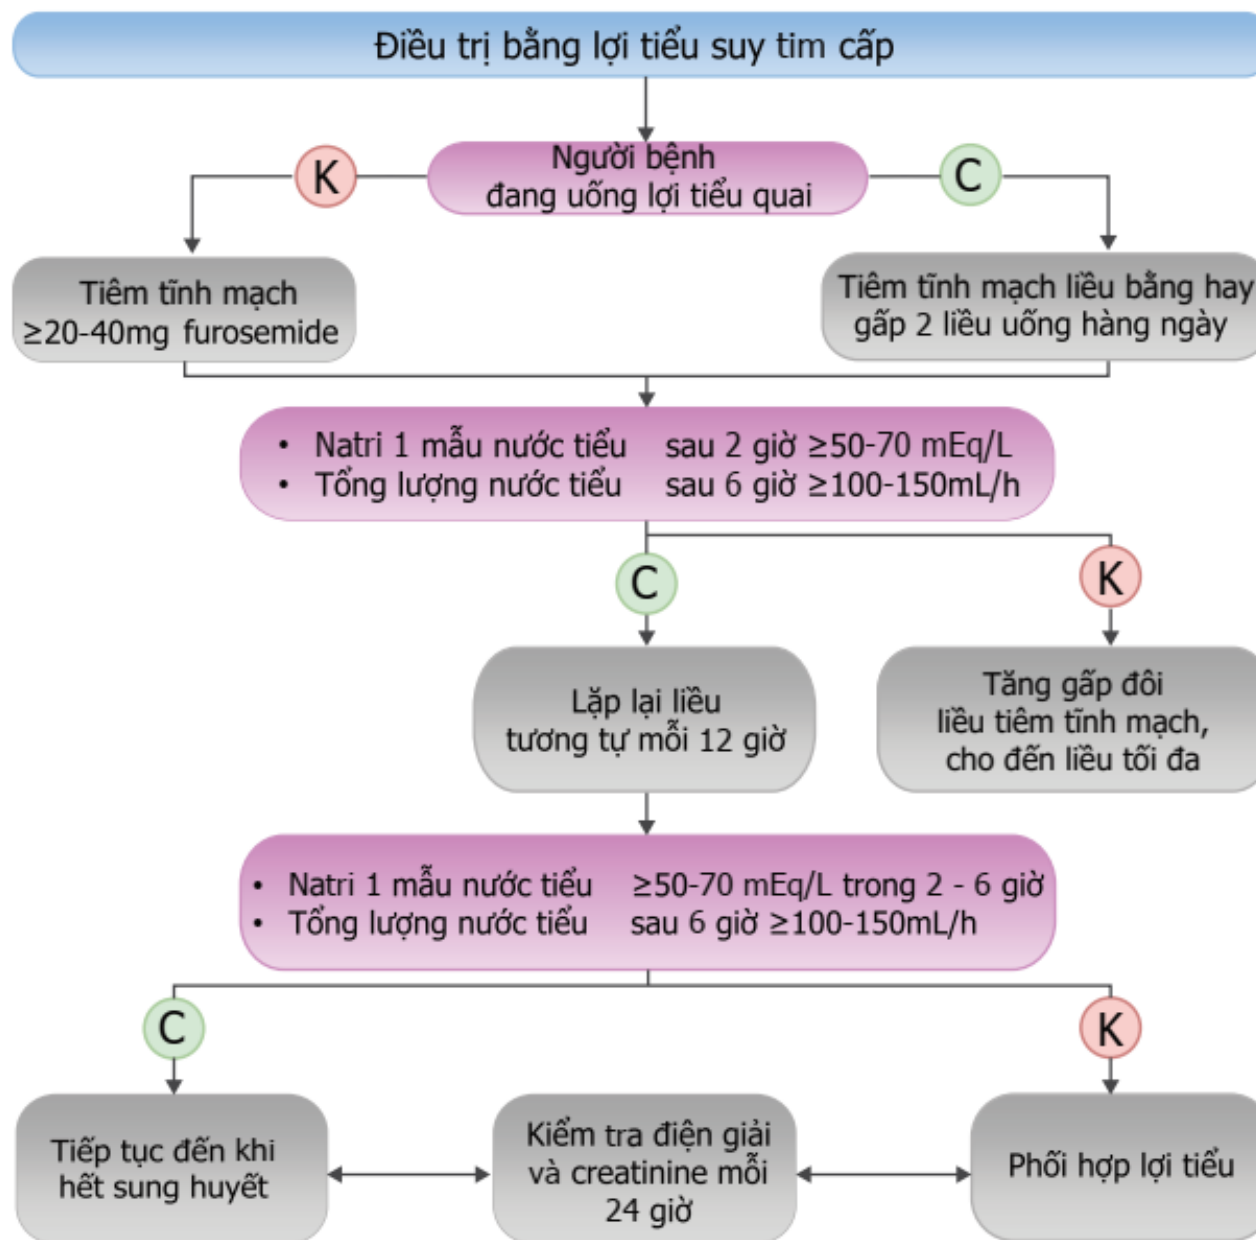 Điều trị bằng lợi tiểu suy tim cấp
Người bệnh
đang uống lợi tiểu quai
K
C
Tiêm tĩnh mạch
≥20-40mg furosemide
Tiêm tĩnh mạch liều bằng hay
gấp 2 liều uống hàng ngày
• Natri 1 mẫu nước tiểu sau 2 giờ ≥50-70 mEq/L
• Tổng lượng nước tiểu sau 6 giờ ≥100-150mL/h
C
K
Lặp lại liều
tương tự mỗi 12 giờ
Tăng gấp đôi
liều tiêm tĩnh mạch,
cho đến liều tối đa
• Natri 1 mẫu nước tiểu ≥50-70 mEq/L trong 2 - 6 giờ
• Tổng lượng nước tiểu sau 6 giờ ≥100-150mL/h
C
K
Tiếp tục đến khi
hết sung huyết
Kiểm tra điện giải
và creatinine mỗi
24 giờ
Phối hợp lợi tiểu